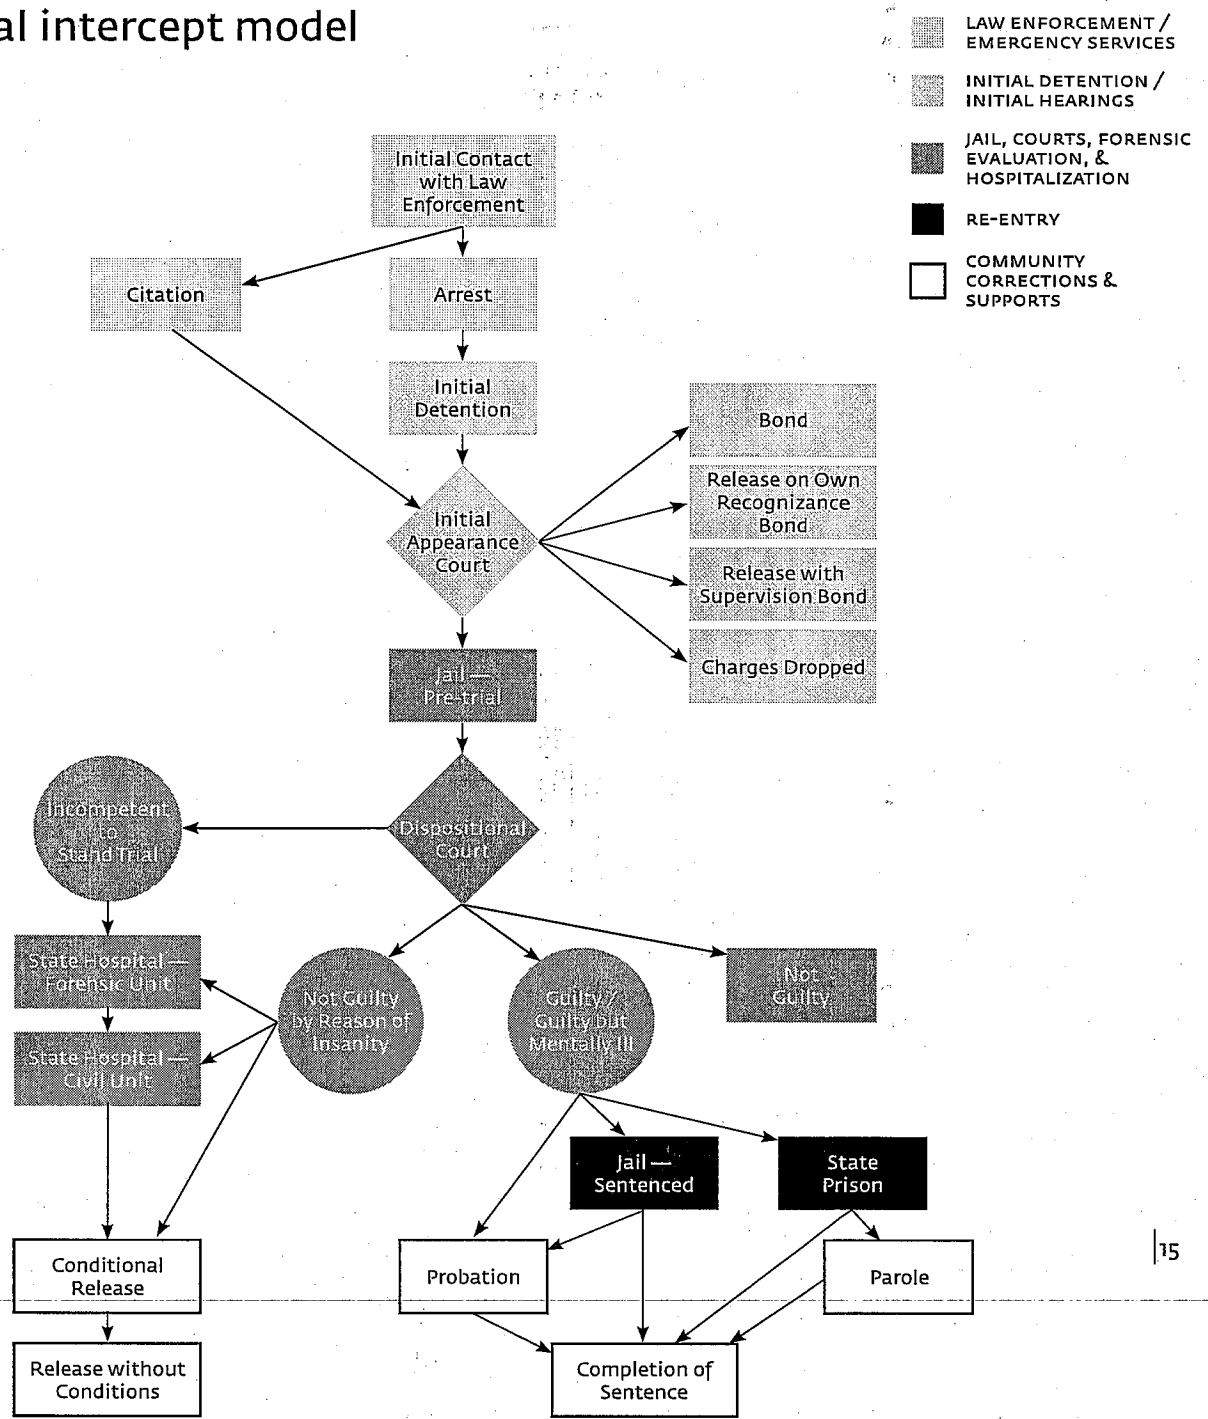 al intercept model
LAW ENFORCEMENT /
EMERGENCY SERVICES
INITIAL DETENTION /
INITIAL HEARINGS
JAIL, COURTS, FORENSIC
EVALUATION, &
HOSPITALIZATION
RE-ENTRY
COMMUNITY
CORRECTIONS &
SUPPORTS
Initial Contact
with Law
Enforcement
Citation
Arrest
Initial
Detention
Bond
Release on Own
Recognizance
Bond
Initial
Appearance
Court
Release with
Supervision Bond
Charges Dropped
Jail —
Pre-trial
Incompetent
to
Stand Trial
Dispositional
Court
State Hospital —
Forensic Unit
Not Guilty
by Reason of
Insanity
Guilty /
Guilty but
Mentally Ill
Not
Guilty
State Hospital —
Civil Unit
Jail —
Sentenced
State
Prison
Conditional
Release
Probation
Parole
15
Release without
Conditions
Completion of
Sentence